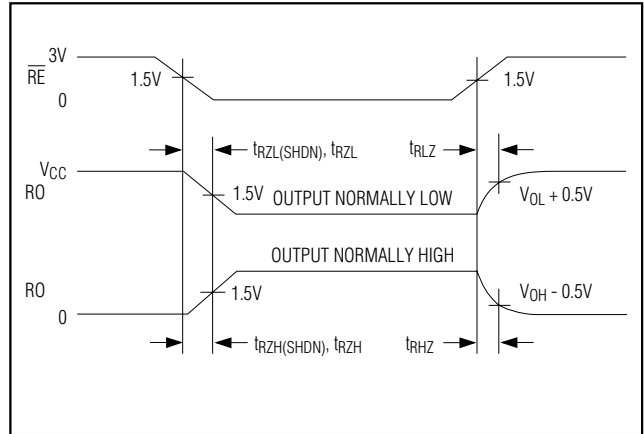 3V
RE
1.5V
1.5V
0
tRZL(SHDN), tRZL
tRLZ
VCC
RO
1.5V
OUTPUT NORMALLY LOW
VOL + 0.5V
OUTPUT NORMALLY HIGH
RO
1.5V
VOH - 0.5V
0
tRZH(SHDN), tRZH
tRHZ